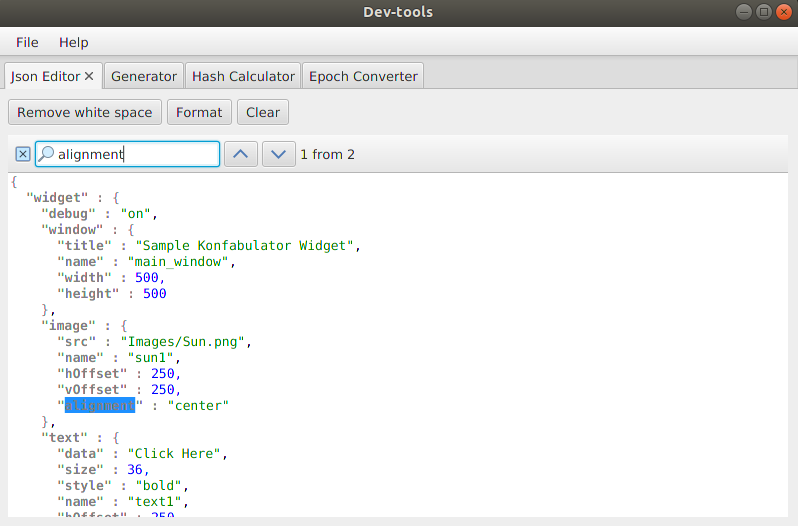 Dev-tools
File Help
Json Editor Generator Hash Calculator Epoch Converter
Remove white space Format Clear
alignment 1 from 2
{
"widget" : {
"debug" : "on",
"window" : {
"title" : "Sample Konfabulator Widget",
"name" : "main_window",
"width" : 500,
"height" : 500
},
"image" : {
"src" : "Images/Sun.png",
"name" : "sun1",
"hOffset" : 250,
"vOffset" : 250,
"alignment" : "center"
},
"text" : {
"data" : "Click Here",
"size" : 36,
"style" : "bold",
"name" : "text1",
"hOffset" : 250